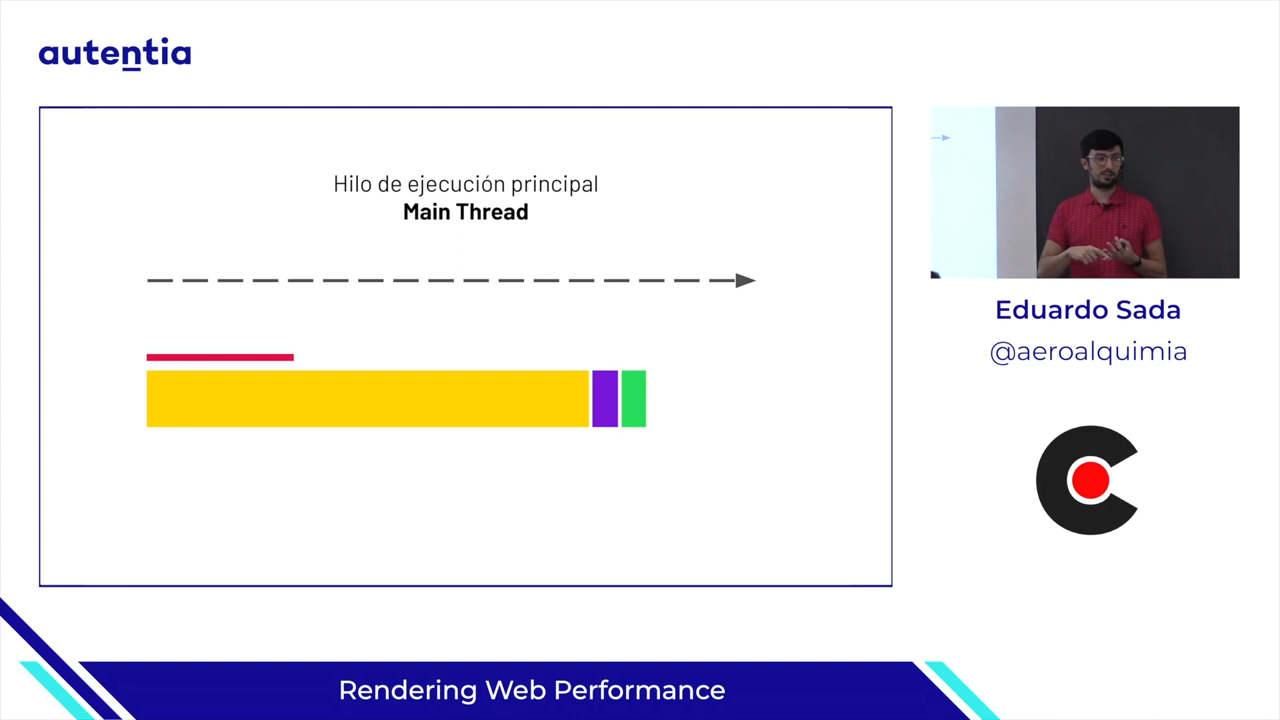 autentia
Hilo de ejecución principal
Main Thread
Eduardo Sada
@aeroalquimia
Rendering Web Performance